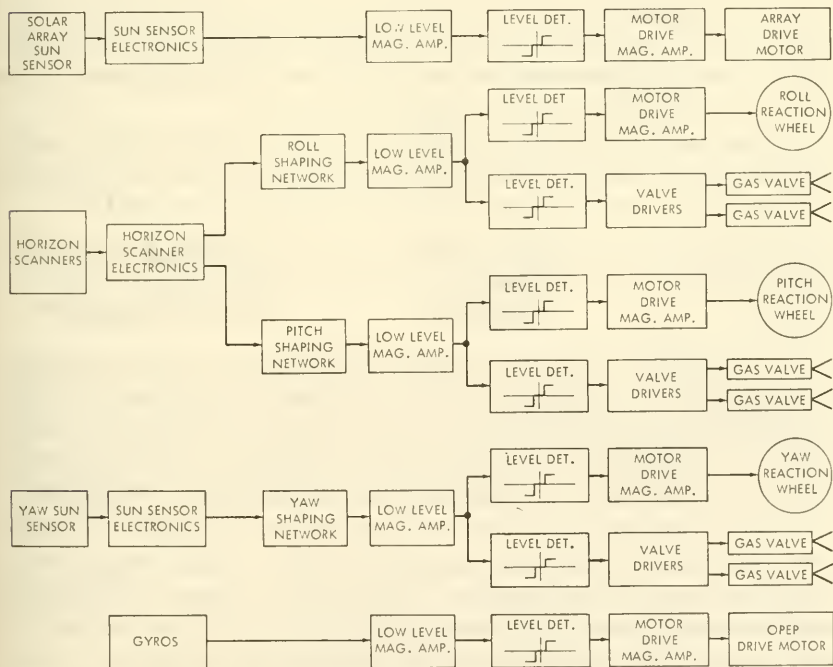 SOLAR
ARRAY
SUN
SENSOR
SUN SENSOR
ELECTRONICS
LOW LEVEL
MAG. AMP.
LEVEL DET.
MOTOR
DRIVE
MAG. AMP.
ARRAY
DRIVE
MOTOR
HORIZON
SCANNERS
HORIZON
SCANNER
ELECTRONICS
ROLL
SHAPING
NETWORK
LOW LEVEL
MAG. AMP.
LEVEL DET
MOTOR
DRIVE
MAG. AMP.
ROLL
REACTION
WHEEL
LEVEL DET.
VALVE
DRIVERS
GAS VALVE
GAS VALVE
PITCH
SHAPING
NETWORK
LOW LEVEL
MAG. AMP.
LEVEL DET.
MOTOR
DRIVE
MAG. AMP.
PITCH
REACTION
WHEEL
LEVEL DET.
VALVE
DRIVERS
GAS VALVE
GAS VALVE
YAW SUN
SENSOR
SUN SENSOR
ELECTRONICS
YAW
SHAPING
NETWORK
LOW LEVEL
MAG. AMP.
LEVEL DET.
MOTOR
DRIVE
MAG. AMP.
YAW
REACTION
WHEEL
LEVEL DET.
VALVE
DRIVERS
GAS VALVE
GAS VALVE
GYROS
LOW LEVEL
MAG. AMP.
LEVEL DET.
MOTOR
DRIVE
MAG. AMP.
OPEP
DRIVE MOTOR